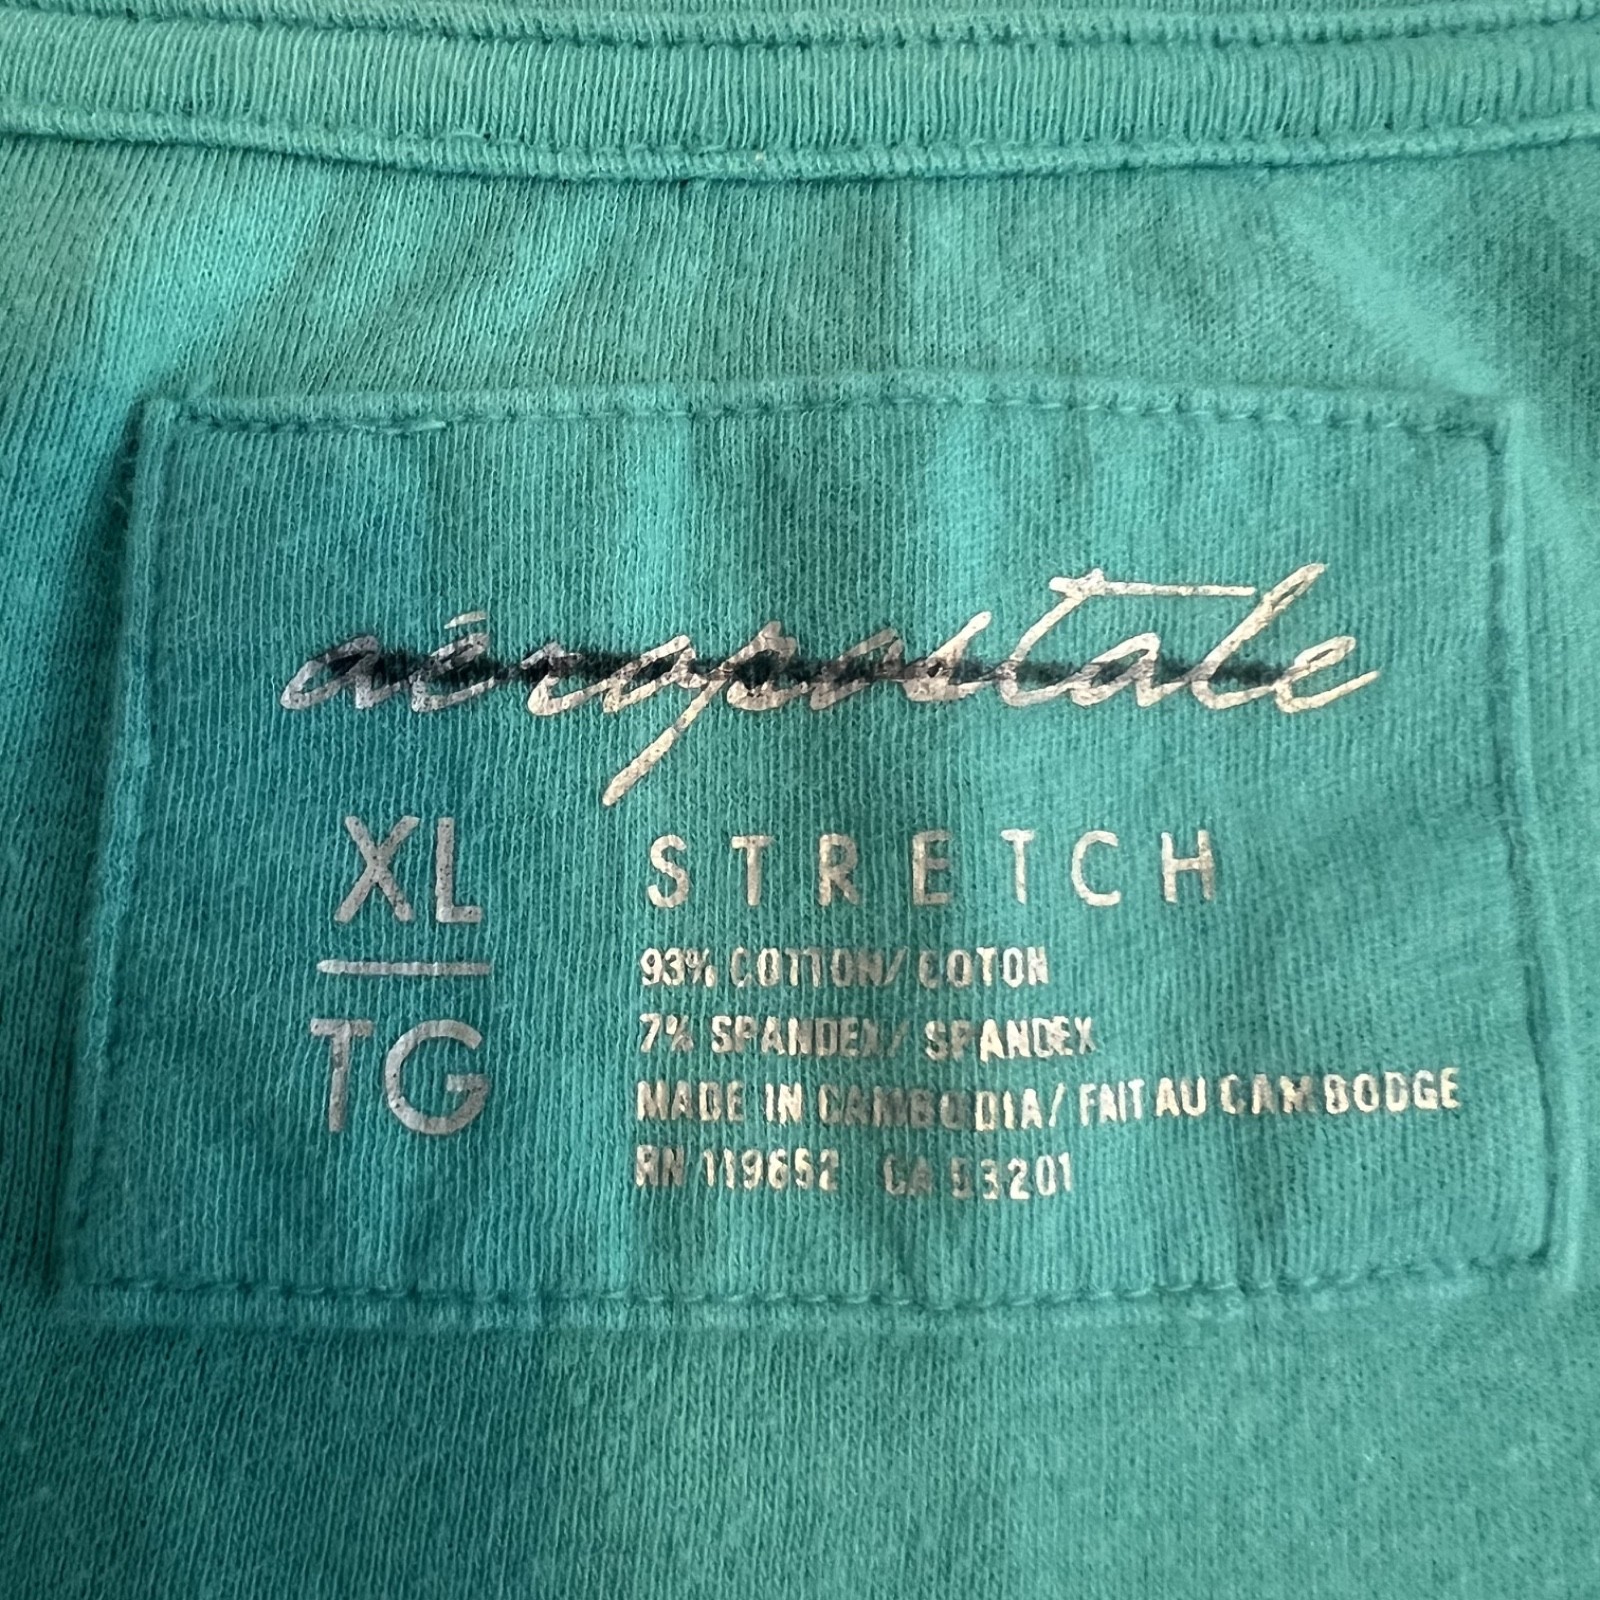 aéropostale
XL STRETCH
TG
93% COTTON/ COTON
7% SPANDEX/ SPANDEX
MADE IN CAMBODIA/ FAIT AU CAMBODGE
RN 119652 CA 53201